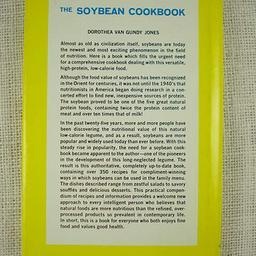 THE SOYBEAN COOKBOOK
DOROTHEA VAN GUNDY JONES
Almost as old as civilization itself, soybeans are today
the newest and most exciting phenomenon in the field
of nutrition. Here is a book which fills the urgent need
for a comprehensive cookbook dealing with this versatile,
high-protein, low-calorie food.
Although the food value of soybeans has been recognized
in the Orient for centuries, it was not until the 1940's that
nutritionists in America began doing research in a con-
certed effort to find new, inexpensive sources of protein.
The soybean proved to be one of the five great natural
protein foods, containing twice the protein content of
meat and over ten times that of milk!
In the past twenty-five years, more and more people have
been discovering the nutritional value of this natural
low-calorie legume, and as a result, soybeans are more
popular and widely used today than ever before. With this
steady rise in popularity, the need for a soybean cook-
book became apparent to the author—one of the pioneers
in the development of this long-neglected legume. The
result is this authoritative, completely up-to-date book,
containing over 350 recipes for compliment-winning
ways in which soybeans can be used in the family menu.
The dishes described range from zestful salads to savory
soufflés and delicious desserts. This practical compen-
dium of recipes and information provides a welcome new
approach to every intelligent person who believes that
natural foods are more nutritious than the refined, over-
processed products so prevalent in contemporary life.
In short, this is a book for everyone who both enjoys fine
food and values good health.